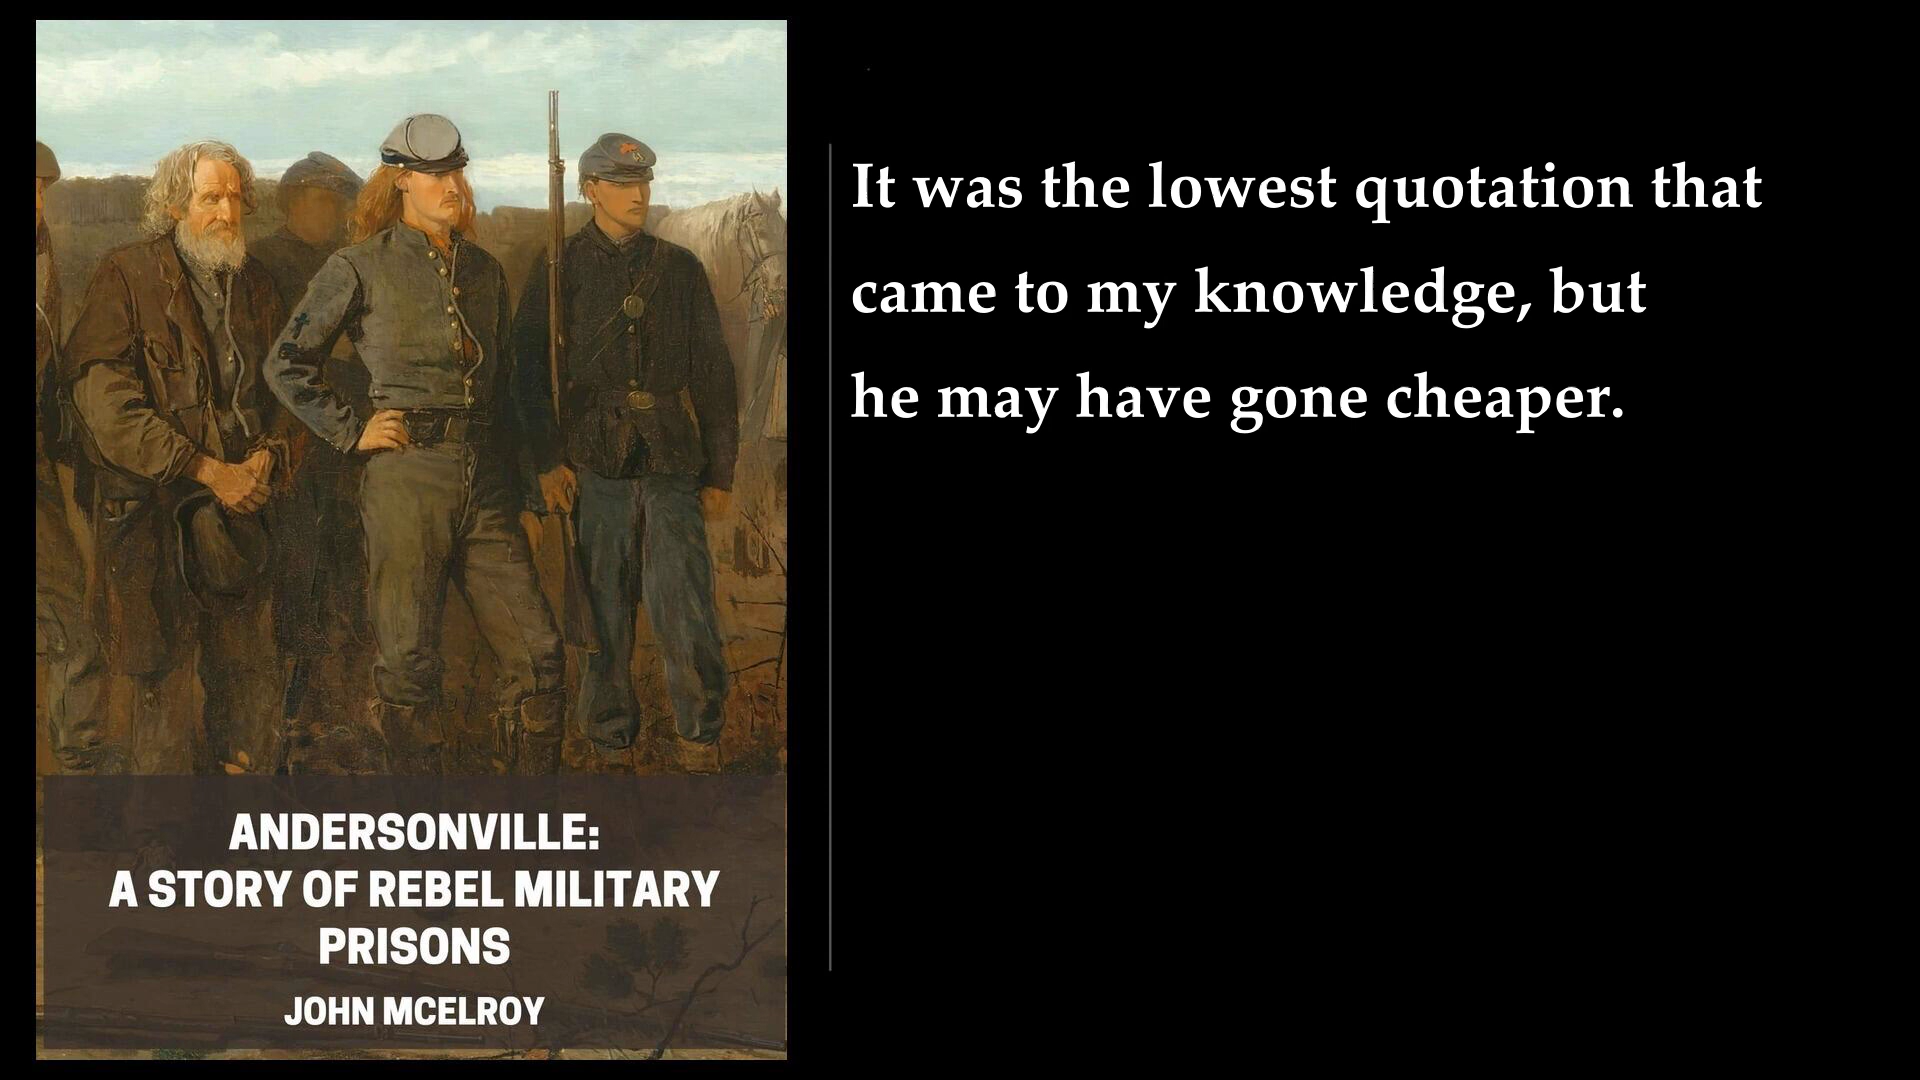 ANDERSONVILLE:
A STORY OF REBEL MILITARY
PRISONS
JOHN MCELROY
It was the lowest quotation that
came to my knowledge, but
he may have gone cheaper.